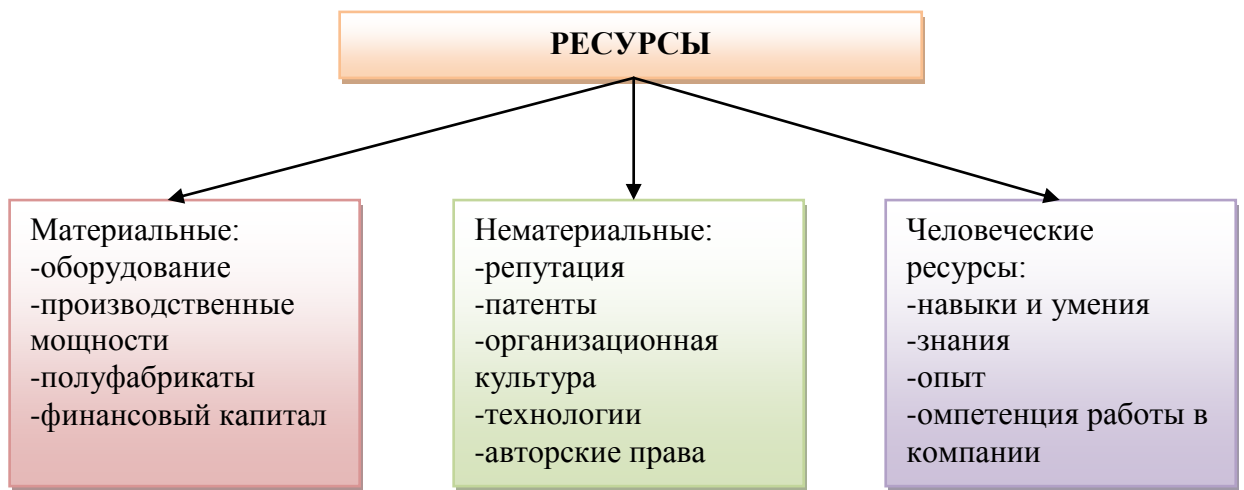 РЕСУРСЫ
Материальные:
-оборудование
-производственные
мощности
-полуфабрикаты
-финансовый капитал
Нематериальные:
-репутация
-патенты
-организационная
культура
-технологии
-авторские права
Человеческие
ресурсы:
-навыки и умения
-знания
-опыт
-омпетенция работы в
компании